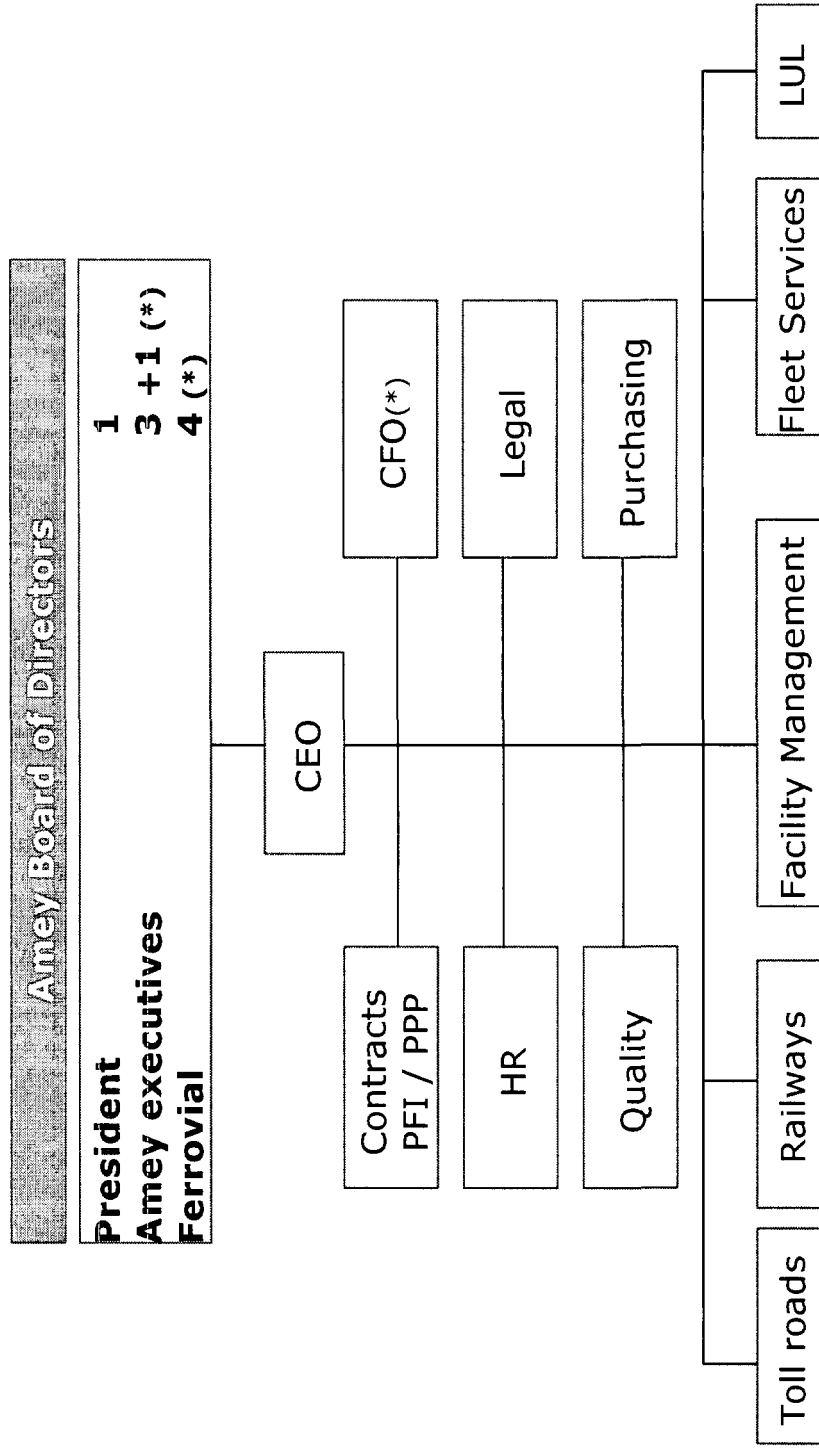 Amey Board of Directors
President 1
Amey executives 3 +1 (*)
Ferrovial 4 (*)
CEO
Contracts
PFI / PPP
CFO(*)
HR
Legal
Quality
Purchasing
Toll roads
Railways
Facility Management
Fleet Services
LUL